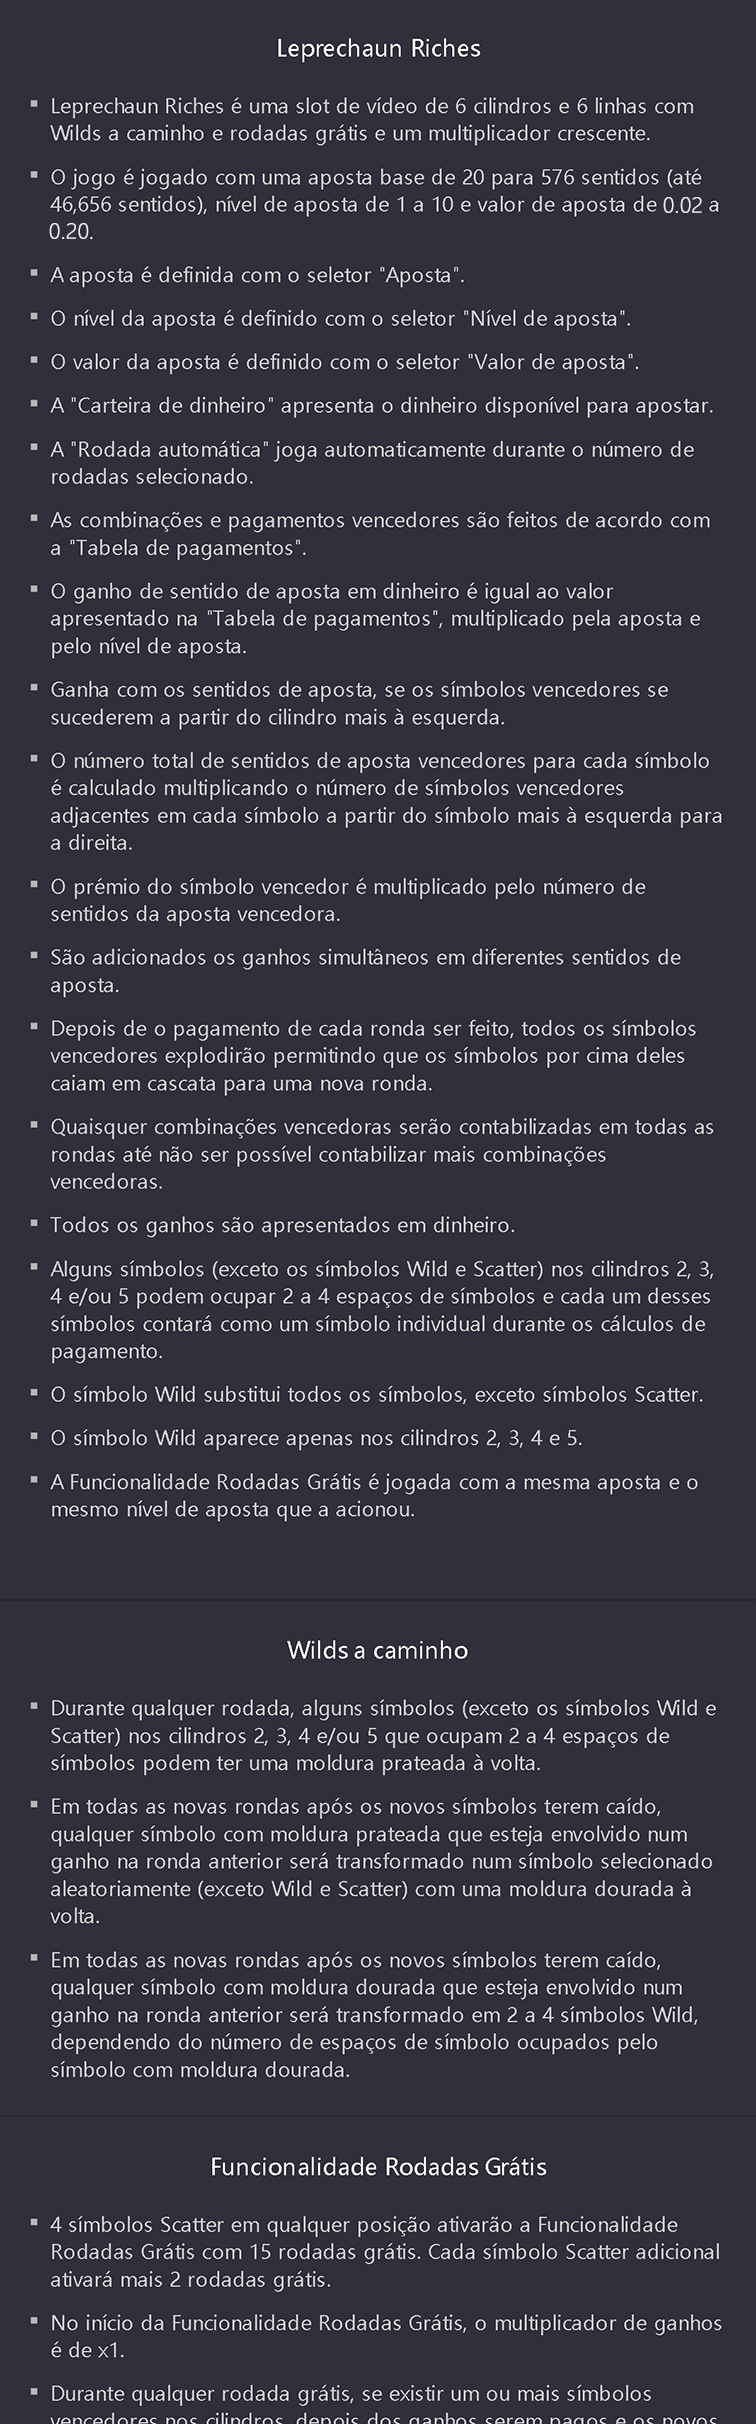 Leprechaun Riches
▪ Leprechaun Riches é uma slot de vídeo de 6 cilindros e 6 linhas com
Wilds a caminho e rodadas grátis e um multiplicador crescente.
▪ O jogo é jogado com uma aposta base de 20 para 576 sentidos (até
46,656 sentidos), nível de aposta de 1 a 10 e valor de aposta de 0.02 a
0.20.
▪ A aposta é definida com o seletor "Aposta".
▪ O nível da aposta é definido com o seletor "Nível de aposta".
▪ O valor da aposta é definido com o seletor "Valor de aposta".
▪ A "Carteira de dinheiro" apresenta o dinheiro disponível para apostar.
▪ A "Rodada automática" joga automaticamente durante o número de
rodadas selecionado.
▪ As combinações e pagamentos vencedores são feitos de acordo com
a "Tabela de pagamentos".
▪ O ganho de sentido de aposta em dinheiro é igual ao valor
apresentado na "Tabela de pagamentos", multiplicado pela aposta e
pelo nível de aposta.
▪ Ganha com os sentidos de aposta, se os símbolos vencedores se
sucederem a partir do cilindro mais à esquerda.
▪ O número total de sentidos de aposta vencedores para cada símbolo
é calculado multiplicando o número de símbolos vencedores
adjacentes em cada símbolo a partir do símbolo mais à esquerda para
a direita.
▪ O prémio do símbolo vencedor é multiplicado pelo número de
sentidos da aposta vencedora.
▪ São adicionados os ganhos simultâneos em diferentes sentidos de
aposta.
▪ Depois de o pagamento de cada ronda ser feito, todos os símbolos
vencedores explodirão permitindo que os símbolos por cima deles
caiam em cascata para uma nova ronda.
▪ Quaisquer combinações vencedoras serão contabilizadas em todas as
rondas até não ser possível contabilizar mais combinações
vencedoras.
▪ Todos os ganhos são apresentados em dinheiro.
▪ Alguns símbolos (exceto os símbolos Wild e Scatter) nos cilindros 2, 3,
4 e/ou 5 podem ocupar 2 a 4 espaços de símbolos e cada um desses
símbolos contará como um símbolo individual durante os cálculos de
pagamento.
▪ O símbolo Wild substitui todos os símbolos, exceto símbolos Scatter.
▪ O símbolo Wild aparece apenas nos cilindros 2, 3, 4 e 5.
▪ A Funcionalidade Rodadas Grátis é jogada com a mesma aposta e o
mesmo nível de aposta que a acionou.
Wilds a caminho
▪ Durante qualquer rodada, alguns símbolos (exceto os símbolos Wild e
Scatter) nos cilindros 2, 3, 4 e/ou 5 que ocupam 2 a 4 espaços de
símbolos podem ter uma moldura prateada à volta.
▪ Em todas as novas rondas após os novos símbolos terem caído,
qualquer símbolo com moldura prateada que esteja envolvido num
ganho na ronda anterior será transformado num símbolo selecionado
aleatoriamente (exceto Wild e Scatter) com uma moldura dourada à
volta.
▪ Em todas as novas rondas após os novos símbolos terem caído,
qualquer símbolo com moldura dourada que esteja envolvido num
ganho na ronda anterior será transformado em 2 a 4 símbolos Wild,
dependendo do número de espaços de símbolo ocupados pelo
símbolo com moldura dourada.
Funcionalidade Rodadas Grátis
▪ 4 símbolos Scatter em qualquer posição ativarão a Funcionalidade
Rodadas Grátis com 15 rodadas grátis. Cada símbolo Scatter adicional
ativará mais 2 rodadas grátis.
▪ No início da Funcionalidade Rodadas Grátis, o multiplicador de ganhos
é de x1.
▪ Durante qualquer rodada grátis, se existir um ou mais símbolos
vencedores nos cilindros, depois dos ganhos serem pagos e os novos